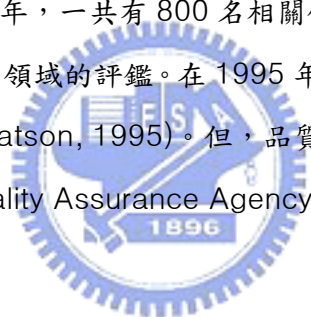 年，一共有 800 名相關
領域的評鑑。在 1995 年
atson, 1995)。但，品質
ality Assurance Agency
ES
1896